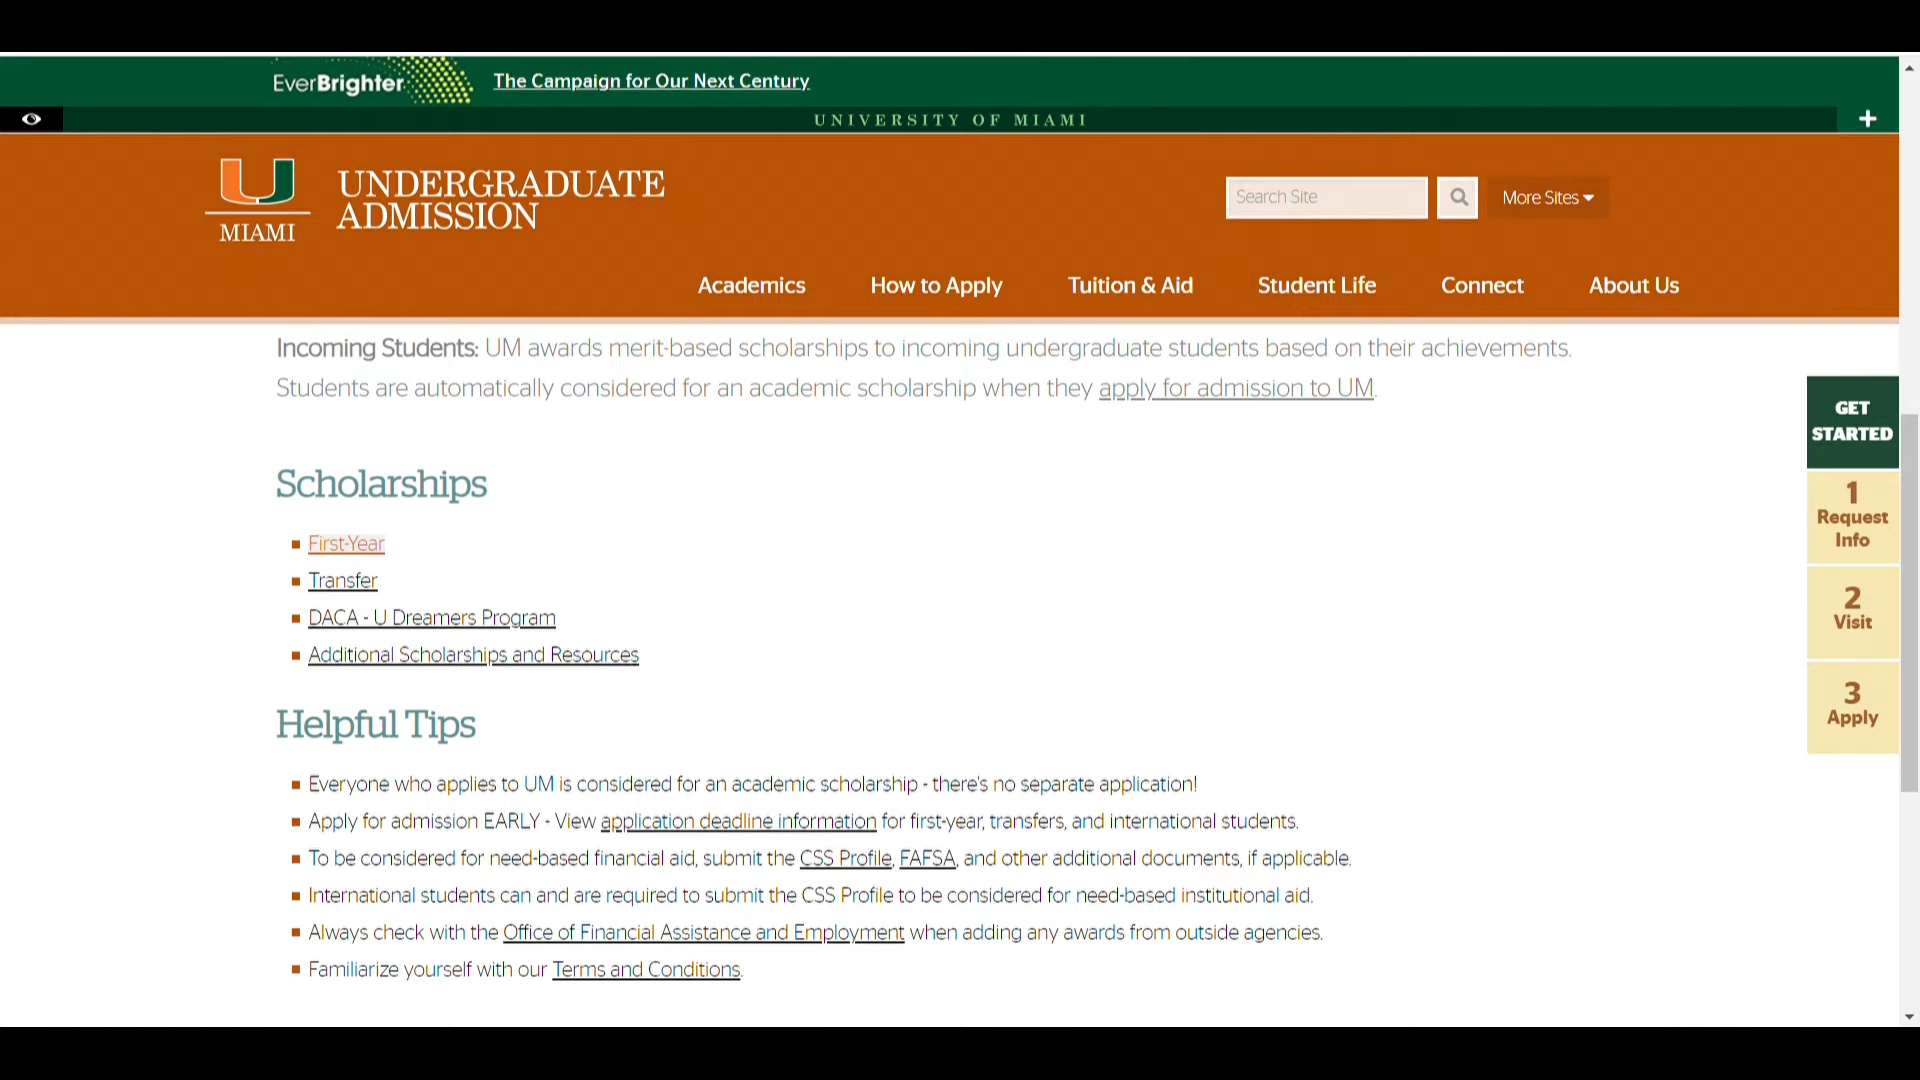 EverBrighter The Campaign for Our Next Century
UNIVERSITY OF MIAMI
UNDERGRADUATE
ADMISSION
MIAMI
Search Site
More Sites
Academics How to Apply Tuition & Aid Student Life Connect About Us
Incoming Students: UM awards merit-based scholarships to incoming undergraduate students based on their achievements.
Students are automatically considered for an academic scholarship when they apply for admission to UM.
Scholarships
First-Year
Transfer
DACA - U Dreamers Program
Additional Scholarships and Resources
Helpful Tips
Everyone who applies to UM is considered for an academic scholarship - there's no separate application!
Apply for admission EARLY - View application deadline information for first-year, transfers, and international students.
To be considered for need-based financial aid, submit the CSS Profile, FAFSA, and other additional documents, if applicable.
International students can and are required to submit the CSS Profile to be considered for need-based institutional aid.
Always check with the Office of Financial Assistance and Employment when adding any awards from outside agencies.
Familiarize yourself with our Terms and Conditions.
GET
STARTED
1
Request
Info
2
Visit
3
Apply